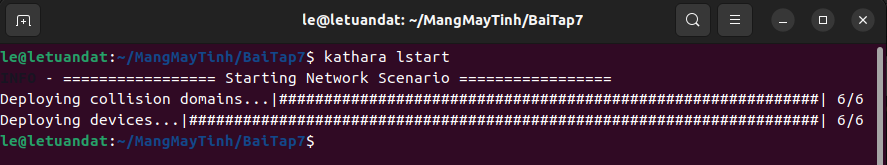 le@letuandat: ~/MangMayTinh/BaiTap7
le@letuandat:~/MangMayTinh/BaiTap7$ kathara lstart
- ================= Starting Network Scenario =================
Deploying collision domains...|############################################################| 6/6
Deploying devices...|######################################################################| 6/6
le@letuandat:~/MangMayTinh/BaiTap7$